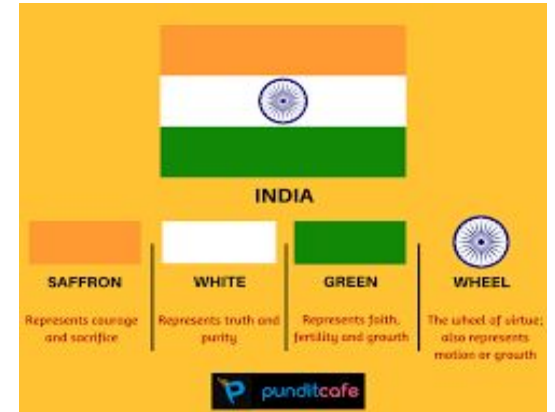 INDIA
SAFFRON
Represents courage
and sacrifice
WHITE
Represents truth and
purity
GREEN
Represents faith,
fertility and growth
WHEEL
The wheel of virtue;
also represents
motion or growth
punditcafe